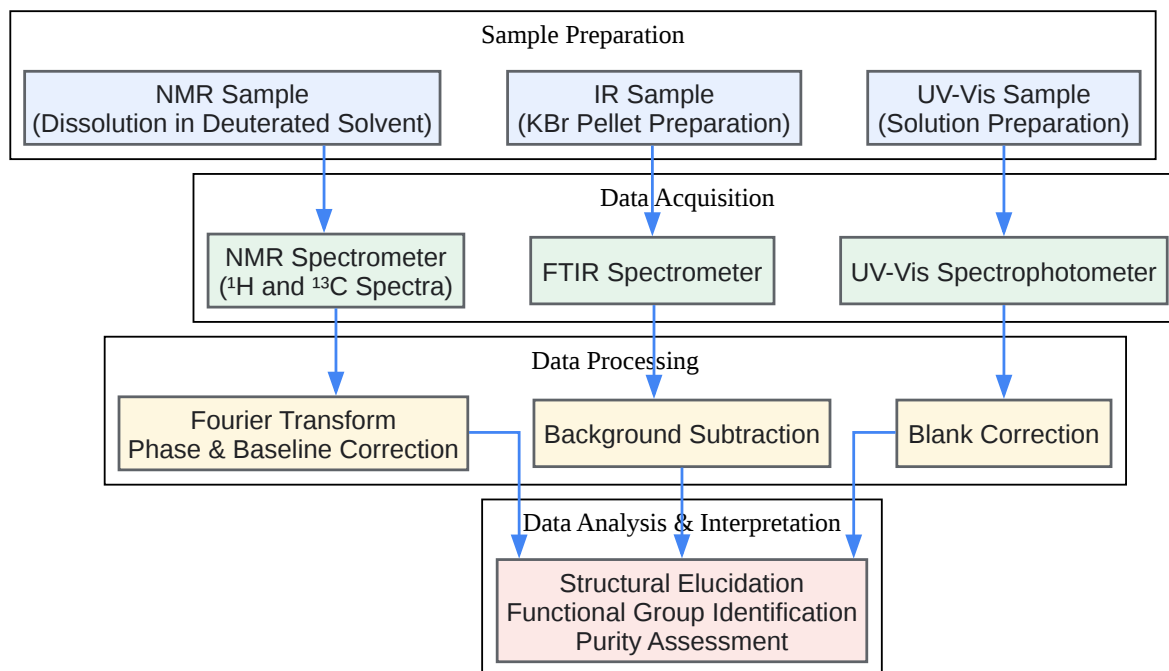 Sample Preparation
NMR Sample
(Dissolution in Deuterated Solvent)
IR Sample
(KBr Pellet Preparation)
UV-Vis Sample
(Solution Preparation)
Data Acquisition
NMR Spectrometer
(¹H and ¹³C Spectra)
FTIR Spectrometer
UV-Vis Spectrophotometer
Data Processing
Fourier Transform
Phase & Baseline Correction
Background Subtraction
Blank Correction
Data Analysis & Interpretation
Structural Elucidation
Functional Group Identification
Purity Assessment